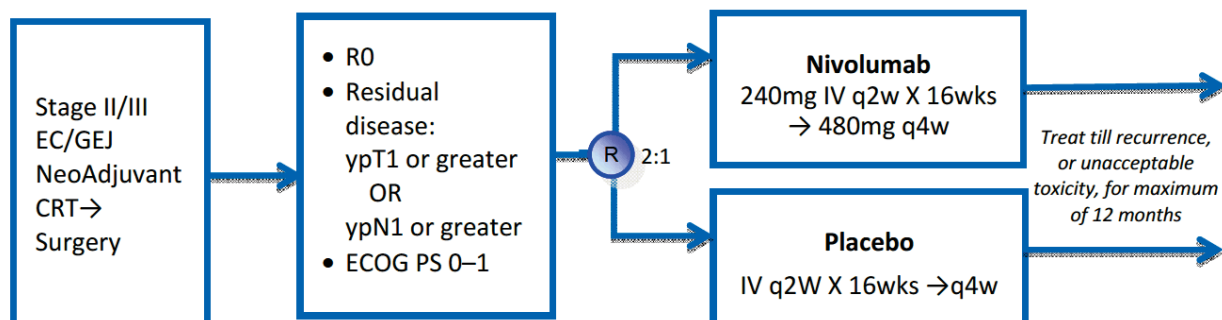 Stage II/III
EC/GEJ
NeoAdjuvant
CRT→
Surgery
• R0
• Residual
disease:
ypT1 or greater
OR
ypN1 or greater
• ECOG PS 0–1
R
2:1
Nivolumab
240mg IV q2w X 16wks
→ 480mg q4w
Placebo
IV q2W X 16wks →q4w
Treat till recurrence,
or unacceptable
toxicity, for maximum
of 12 months